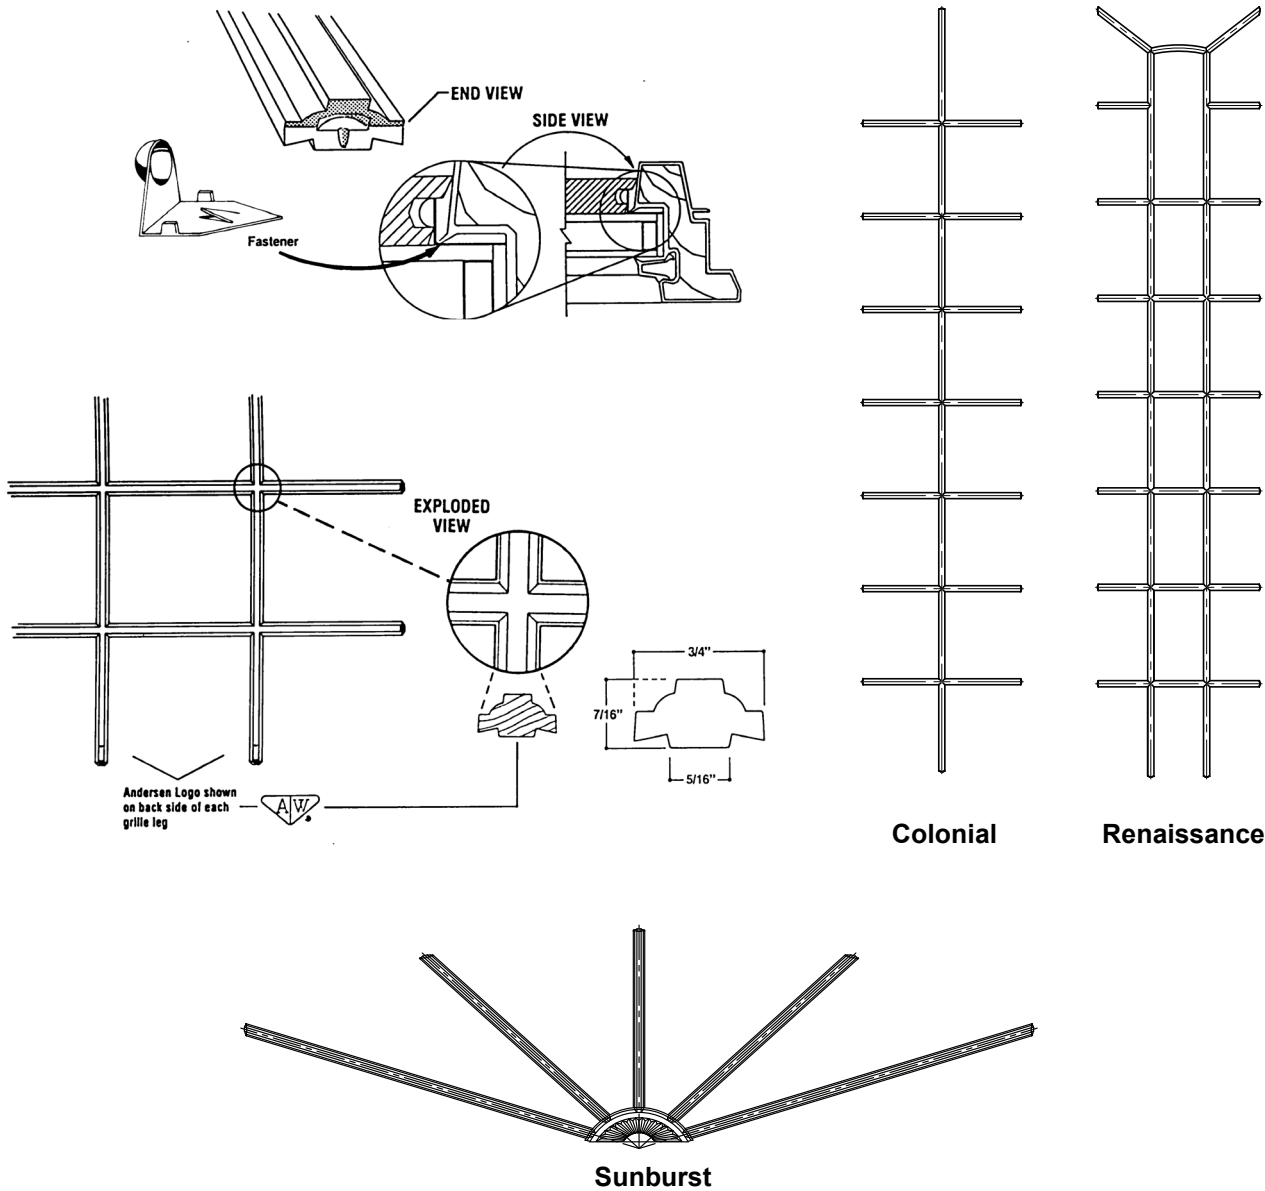 END VIEW
SIDE VIEW
Fastener
EXPLODED
VIEW
3/4"
7/16"
5/16"
Andersen Logo shown
on back side of each
grille leg
AW
Colonial
Renaissance
Sunburst